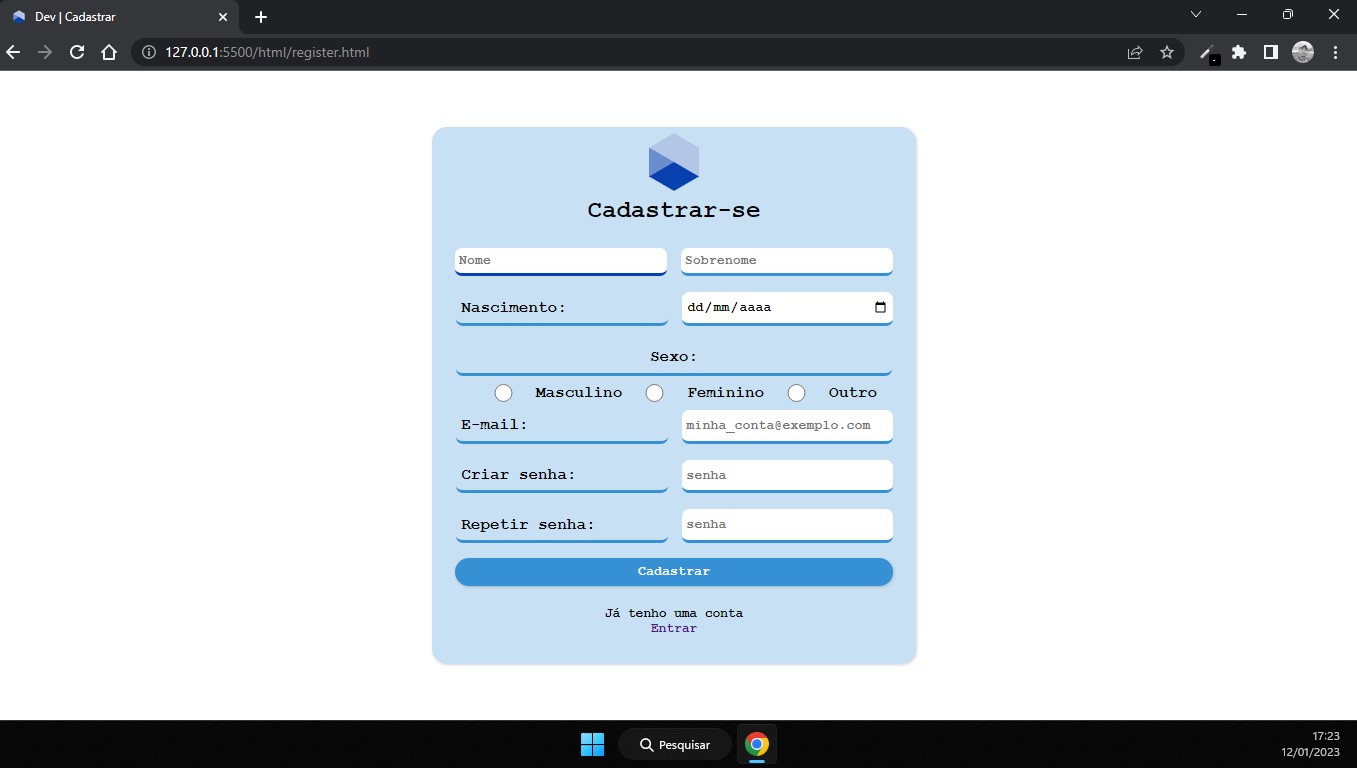 Dev | Cadastrar
127.0.0.1:5500/html/register.html
Cadastrar-se
Nome Sobrenome
Nascimento: dd/mm/aaaa
Sexo:
Masculino Feminino Outro
E-mail: minha_conta@exemplo.com
Criar senha: senha
Repetir senha: senha
Cadastrar
Já tenho uma conta
Entrar
Pesquisar
17:23
12/01/2023